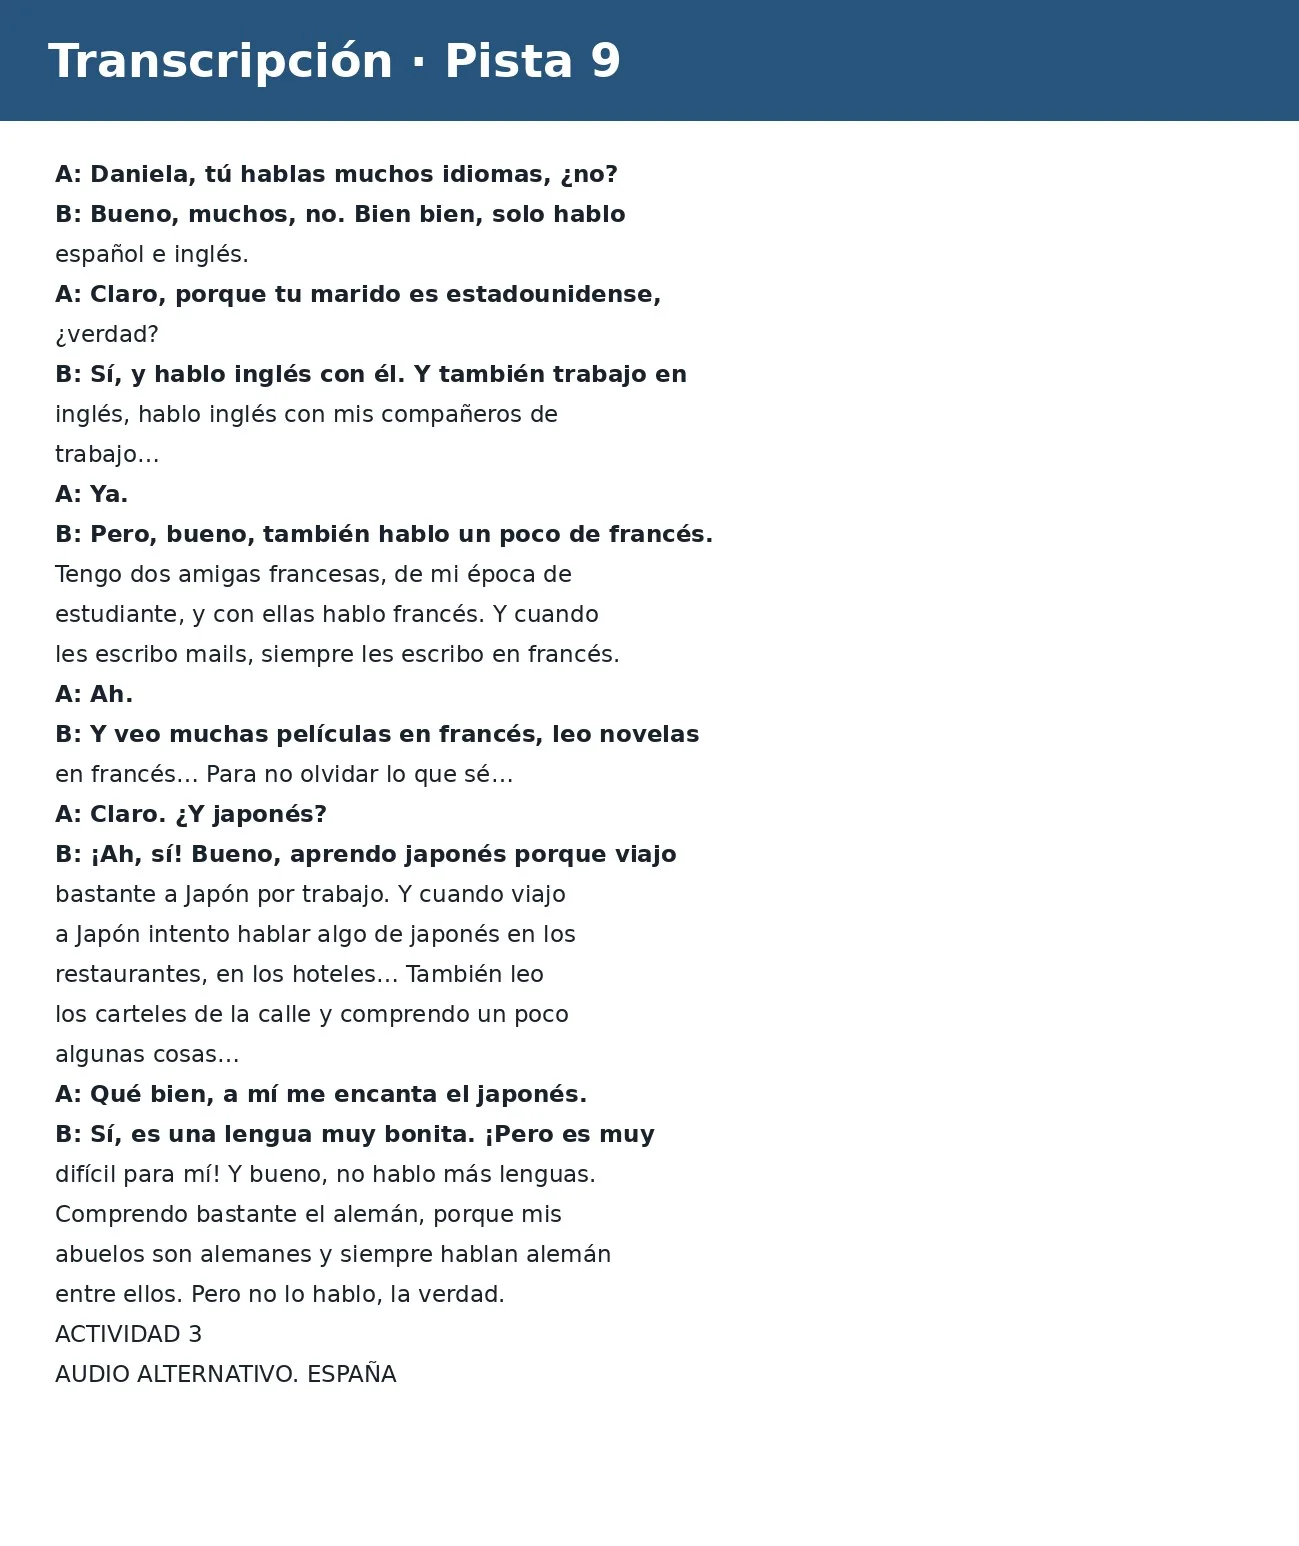 Transcripción · Pista 9
A: Daniela, tú hablas muchos idiomas, ¿no?
B: Bueno, muchos, no. Bien bien, solo hablo
español e inglés.
A: Claro, porque tu marido es estadounidense,
¿verdad?
B: Sí, y hablo inglés con él. Y también trabajo en
inglés, hablo inglés con mis compañeros de
trabajo...
A: Ya.
B: Pero, bueno, también hablo un poco de francés.
Tengo dos amigas francesas, de mi época de
estudiante, y con ellas hablo francés. Y cuando
les escribo mails, siempre les escribo en francés.
A: Ah.
B: Y veo muchas películas en francés, leo novelas
en francés... Para no olvidar lo que sé...
A: Claro. ¿Y japonés?
B: ¡Ah, sí! Bueno, aprendo japonés porque viajo
bastante a Japón por trabajo. Y cuando viajo
a Japón intento hablar algo de japonés en los
restaurantes, en los hoteles... También leo
los carteles de la calle y comprendo un poco
algunas cosas...
A: Qué bien, a mí me encanta el japonés.
B: Sí, es una lengua muy bonita. ¡Pero es muy
difícil para mí! Y bueno, no hablo más lenguas.
Comprendo bastante el alemán, porque mis
abuelos son alemanes y siempre hablan alemán
entre ellos. Pero no lo hablo, la verdad.
ACTIVIDAD 3
AUDIO ALTERNATIVO. ESPAÑA